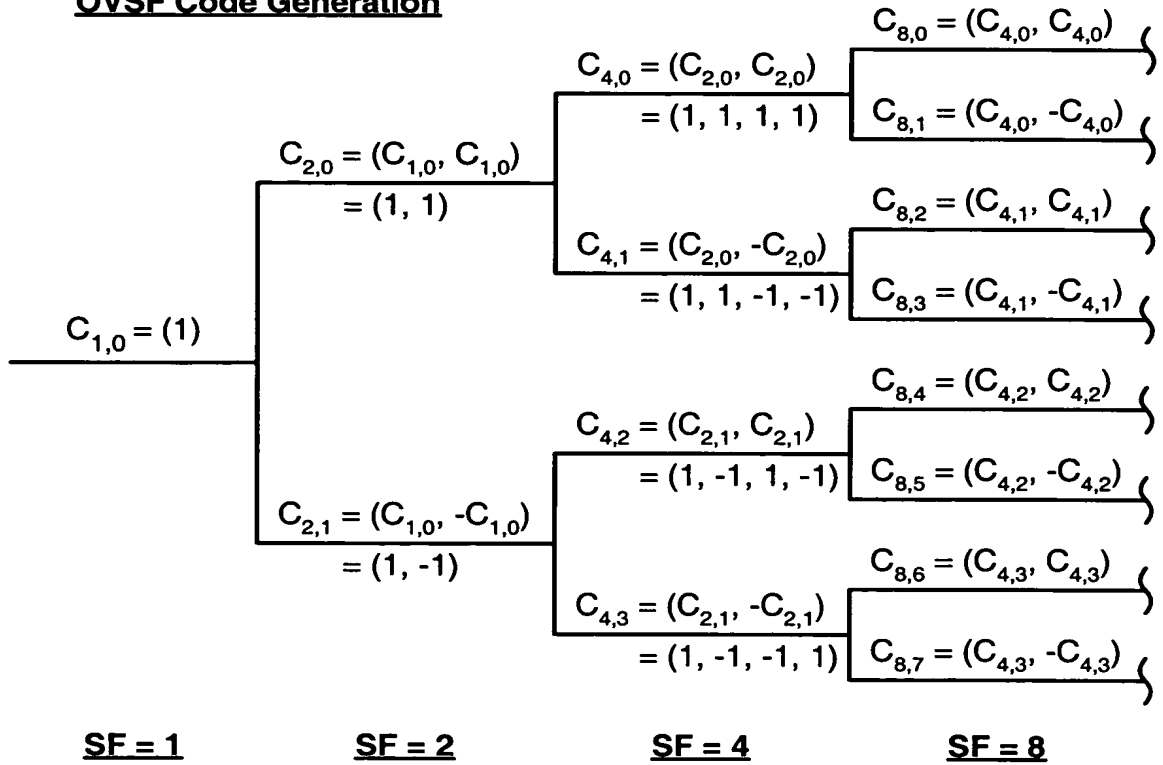 OVSF Code Generation
C8,0 = (C4,0, C4,0)
C4,0 = (C2,0, C2,0)
= (1, 1, 1, 1)
C8,1 = (C4,0, -C4,0)
C2,0 = (C1,0, C1,0)
= (1, 1)
C8,2 = (C4,1, C4,1)
C4,1 = (C2,0, -C2,0)
= (1, 1, -1, -1)
C8,3 = (C4,1, -C4,1)
C1,0 = (1)
C8,4 = (C4,2, C4,2)
C4,2 = (C2,1, C2,1)
= (1, -1, 1, -1)
C8,5 = (C4,2, -C4,2)
C2,1 = (C1,0, -C1,0)
= (1, -1)
C8,6 = (C4,3, C4,3)
C4,3 = (C2,1, -C2,1)
= (1, -1, -1, 1)
C8,7 = (C4,3, -C4,3)
SF = 1 SF = 2 SF = 4 SF = 8